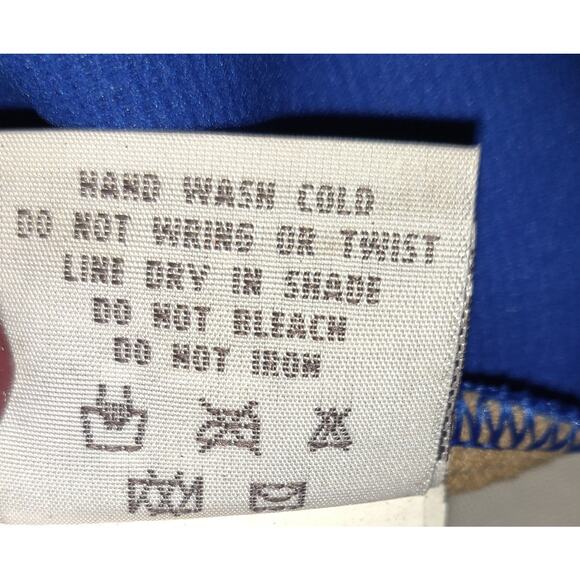 HAND WASH COLD
DO NOT WRING OR TWIST
LINE DRY IN SHADE
DO NOT BLEACH
DO NOT IRON